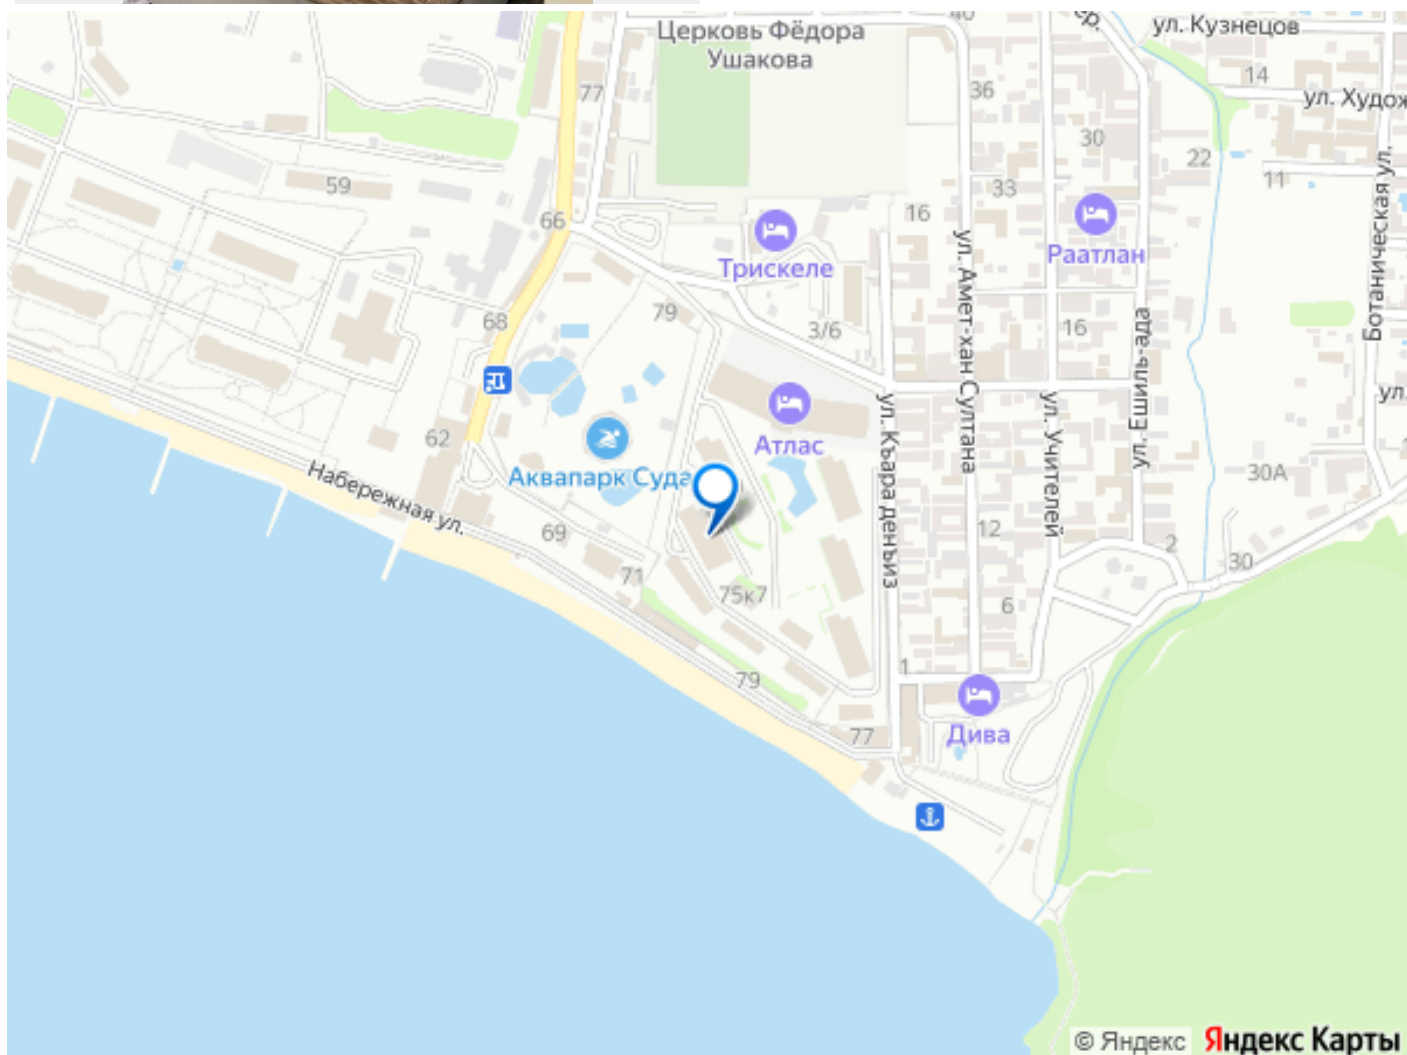 40
Церковь Фёдора
Ушакова
ер.
ул. Кузнецов
14
ул. Худож
77
36
30
22
11
Ботаническая ул.
59
33
16
66
Трискеле
Раатлан
ул. Амет-хан Султана
79
3/6
16
68
ул. Ешиль-ада
ул.
ул. Къара денъиз
ул. Учителей
Атлас
62
Аквапарк Суда
30А
Набережная ул.
69
12
2
71
75к7
30
6
1
79
77
Дива
© Яндекс Яндекс Карты